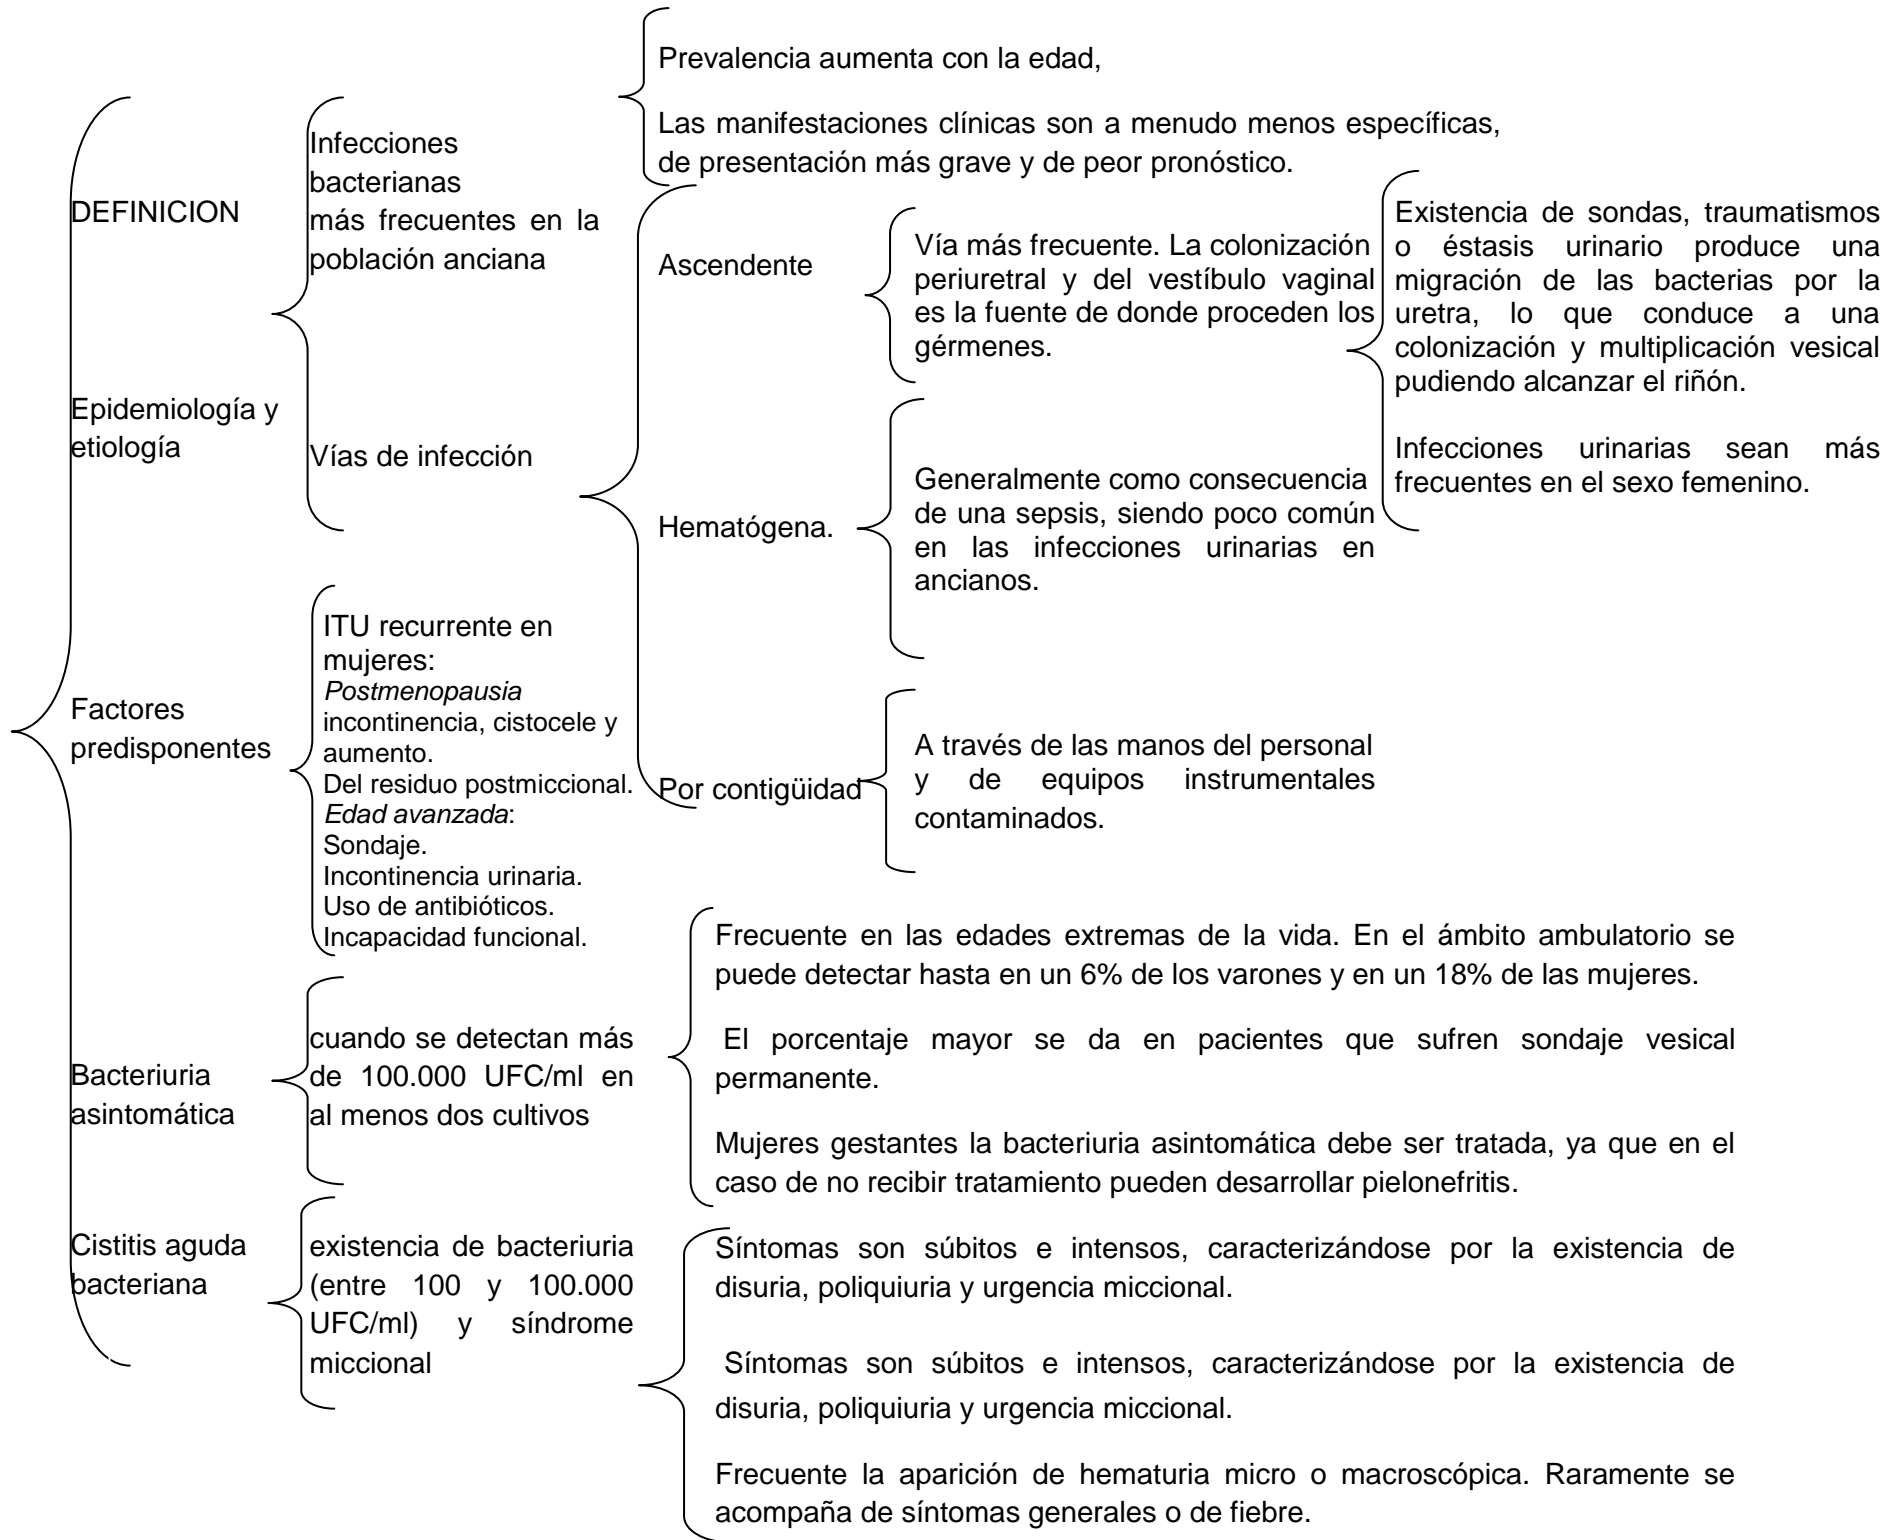 DEFINICION
Infecciones
bacterianas
más frecuentes en la
población anciana
Prevalencia aumenta con la edad,
Las manifestaciones clínicas son a menudo menos específicas,
de presentación más grave y de peor pronóstico.
Epidemiología y
etiología
Vías de infección
Ascendente
Vía más frecuente. La colonización
periuretral y del vestíbulo vaginal
es la fuente de donde proceden los
gérmenes.
Existencia de sondas, traumatismos
o éstasis urinario produce una
migración de las bacterias por la
uretra, lo que conduce a una
colonización y multiplicación vesical
pudiendo alcanzar el riñón.
Infecciones urinarias sean más
frecuentes en el sexo femenino.
Hematógena.
Generalmente como consecuencia
de una sepsis, siendo poco común
en las infecciones urinarias en
ancianos.
Por contigüidad
A través de las manos del personal
y de equipos instrumentales
contaminados.
Factores
predisponentes
ITU recurrente en
mujeres:
Postmenopausia
incontinencia, cistocele y
aumento.
Del residuo postmiccional.
Edad avanzada:
Sondaje.
Incontinencia urinaria.
Uso de antibióticos.
Incapacidad funcional.
Bacteriuria
asintomática
cuando se detectan más
de 100.000 UFC/ml en
al menos dos cultivos
Frecuente en las edades extremas de la vida. En el ámbito ambulatorio se
puede detectar hasta en un 6% de los varones y en un 18% de las mujeres.
El porcentaje mayor se da en pacientes que sufren sondaje vesical
permanente.
Mujeres gestantes la bacteriuria asintomática debe ser tratada, ya que en el
caso de no recibir tratamiento pueden desarrollar pielonefritis.
Cistitis aguda
bacteriana
existencia de bacteriuria
(entre 100 y 100.000
UFC/ml) y síndrome
miccional
Síntomas son súbitos e intensos, caracterizándose por la existencia de
disuria, poliquiuria y urgencia miccional.
Síntomas son súbitos e intensos, caracterizándose por la existencia de
disuria, poliquiuria y urgencia miccional.
Frecuente la aparición de hematuria micro o macroscópica. Raramente se
acompaña de síntomas generales o de fiebre.